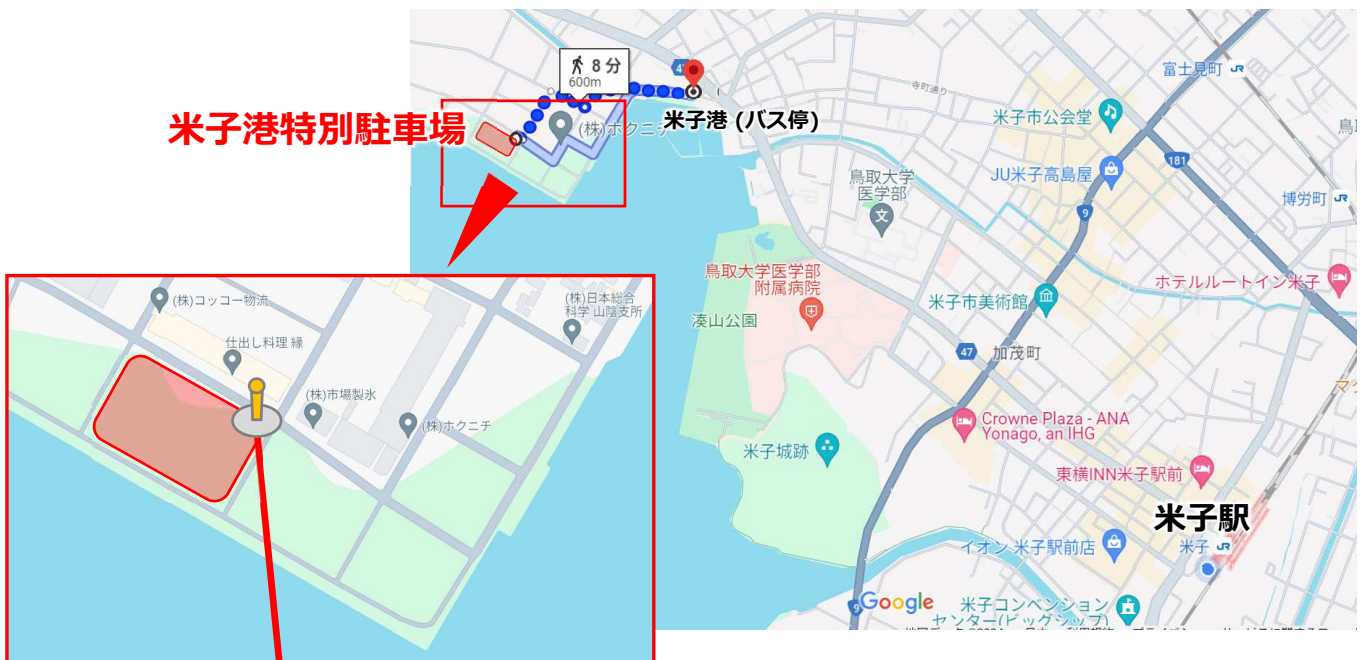 8 分
600m
47
米子港特別駐車場
(株)ホクニチ
米子港 (バス停)
寺町通り
富士見町
米子市公会堂
鳥取大学
医学部
JU米子高島屋
181
9
博労町
ホテルルートイン米子
鳥取大学医学部
附属病院
米子市美術館
湊山公園
47
加茂町
Crowne Plaza - ANA
Yonago, an IHG
米子城跡
東横INN米子駅前
米子駅
イオン 米子駅前店
米子
9
Google
米子コンベンション
センター(ビッグシップ)
(株)コッコー物流
(株)日本総合
科学 山陰支所
仕出し料理 縁
(株)市場製氷
(株)ホクニチ